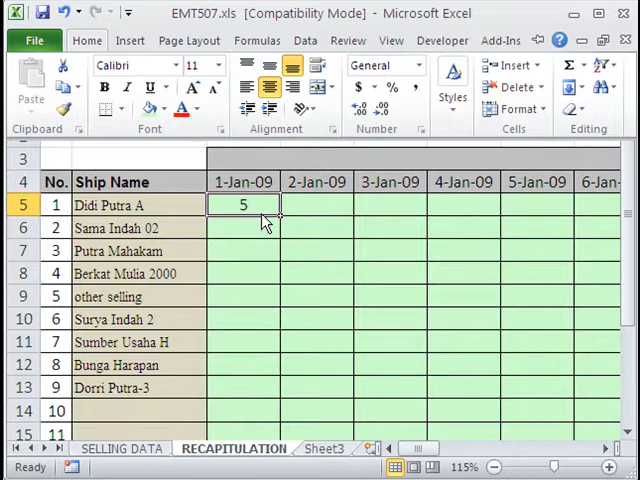 EMT507.xls [Compatibility Mode] - Microsoft Excel
File Home Insert Page Layout Formulas Data Review View Developer Add-Ins
Paste
Calibri 11
General
Styles
Insert
Delete
Format
Clipboard Font Alignment Number Cells Editing
3
4 No. Ship Name 1-Jan-09 2-Jan-09 3-Jan-09 4-Jan-09 5-Jan-09 6-Jan-
5 1 Didi Putra A 5
6 2 Sama Indah 02
7 3 Putra Mahakam
8 4 Berkat Mulia 2000
9 5 other selling
10 6 Surya Indah 2
11 7 Sumber Usaha H
12 8 Bunga Harapan
13 9 Dorri Putra-3
14 10
15 11
SELLING DATA RECAPITULATION Sheet3
Ready 115%